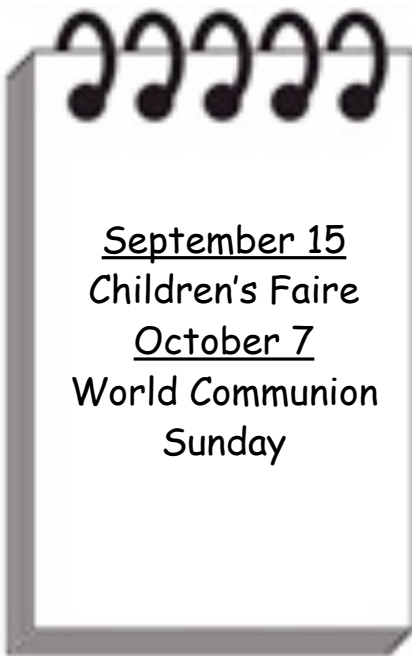 September 15
Children's Faire
October 7
World Communion
Sunday